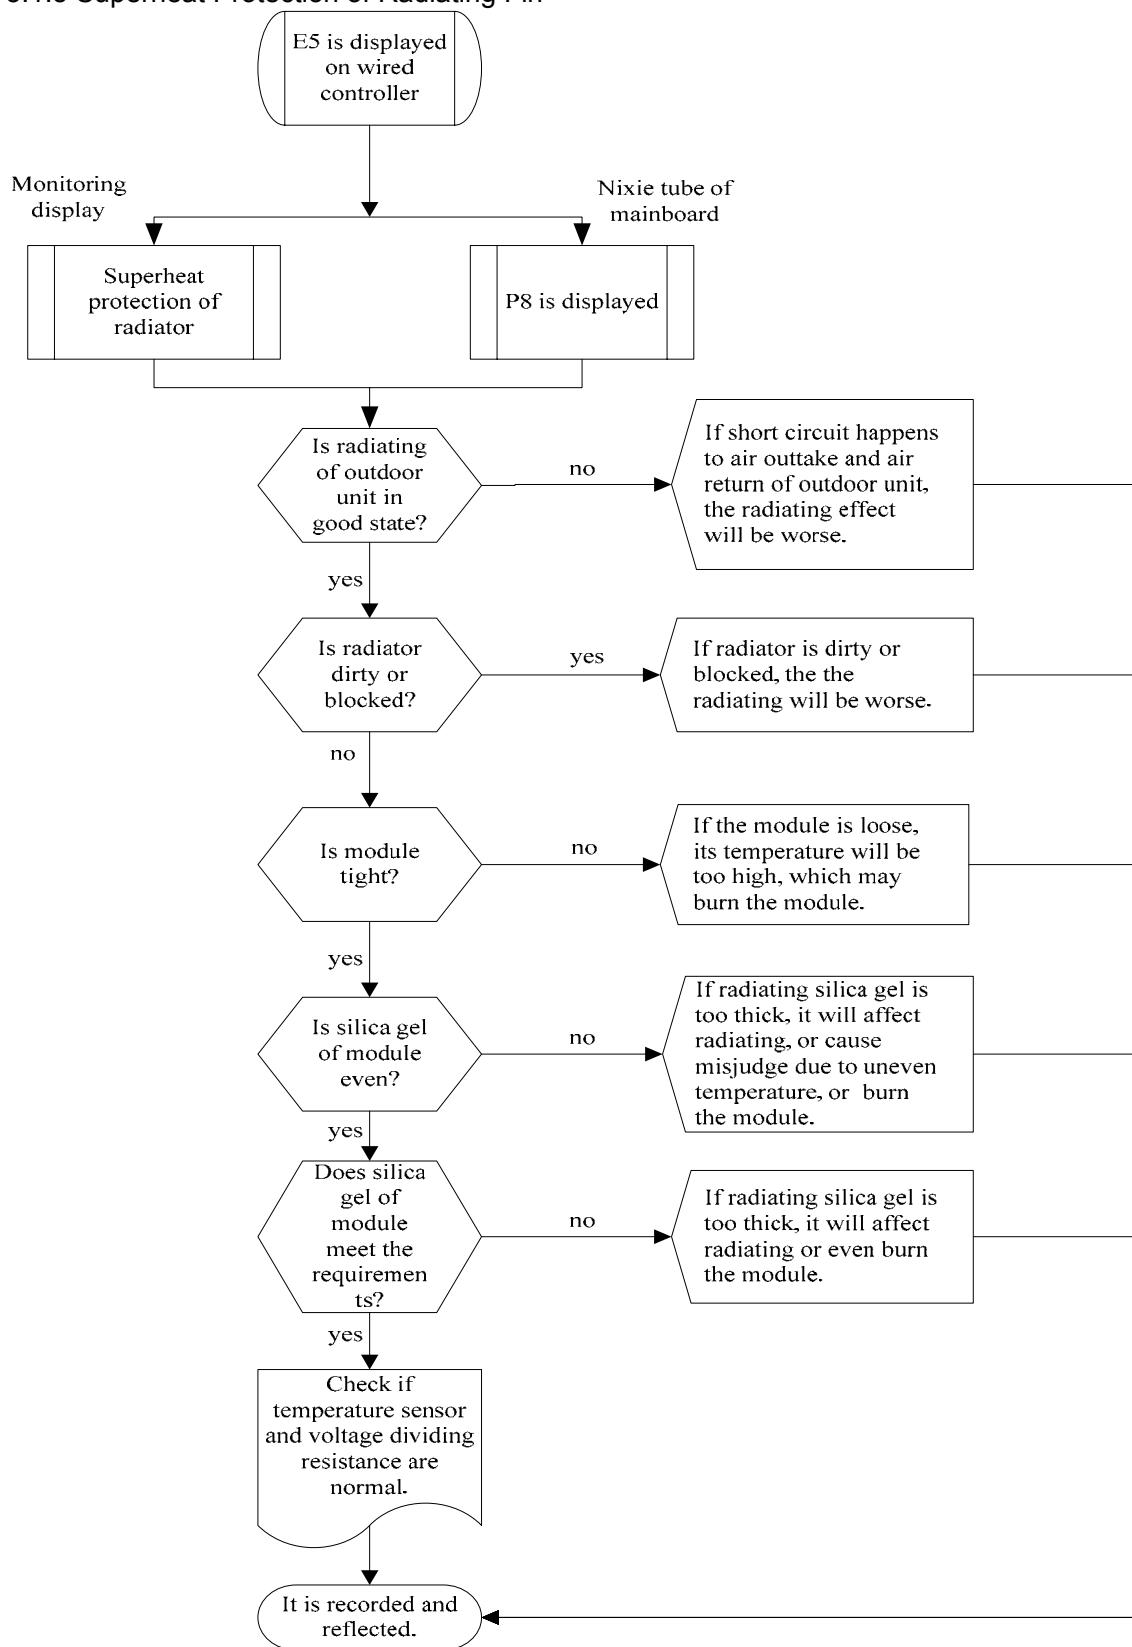 Superheat Protection of Radiating Fin
E5 is displayed
on wired
controller
Monitoring
display
Nixie tube of
mainboard
Superheat
protection of
radiator
P8 is displayed
Is radiating
of outdoor
unit in
good state?
no
If short circuit happens
to air outtake and air
return of outdoor unit,
the radiating effect
will be worse.
yes
Is radiator
dirty or
blocked?
yes
If radiator is dirty or
blocked, the the
radiating will be worse.
no
Is module
tight?
no
If the module is loose,
its temperature will be
too high, which may
burn the module.
yes
Is silica gel
of module
even?
no
If radiating silica gel is
too thick, it will affect
radiating, or cause
misjudge due to uneven
temperature, or burn
the module.
yes
Does silica
gel of
module
meet the
requiremen
ts?
no
If radiating silica gel is
too thick, it will affect
radiating or even burn
the module.
yes
Check if
temperature sensor
and voltage dividing
resistance are
normal.
It is recorded and
reflected.